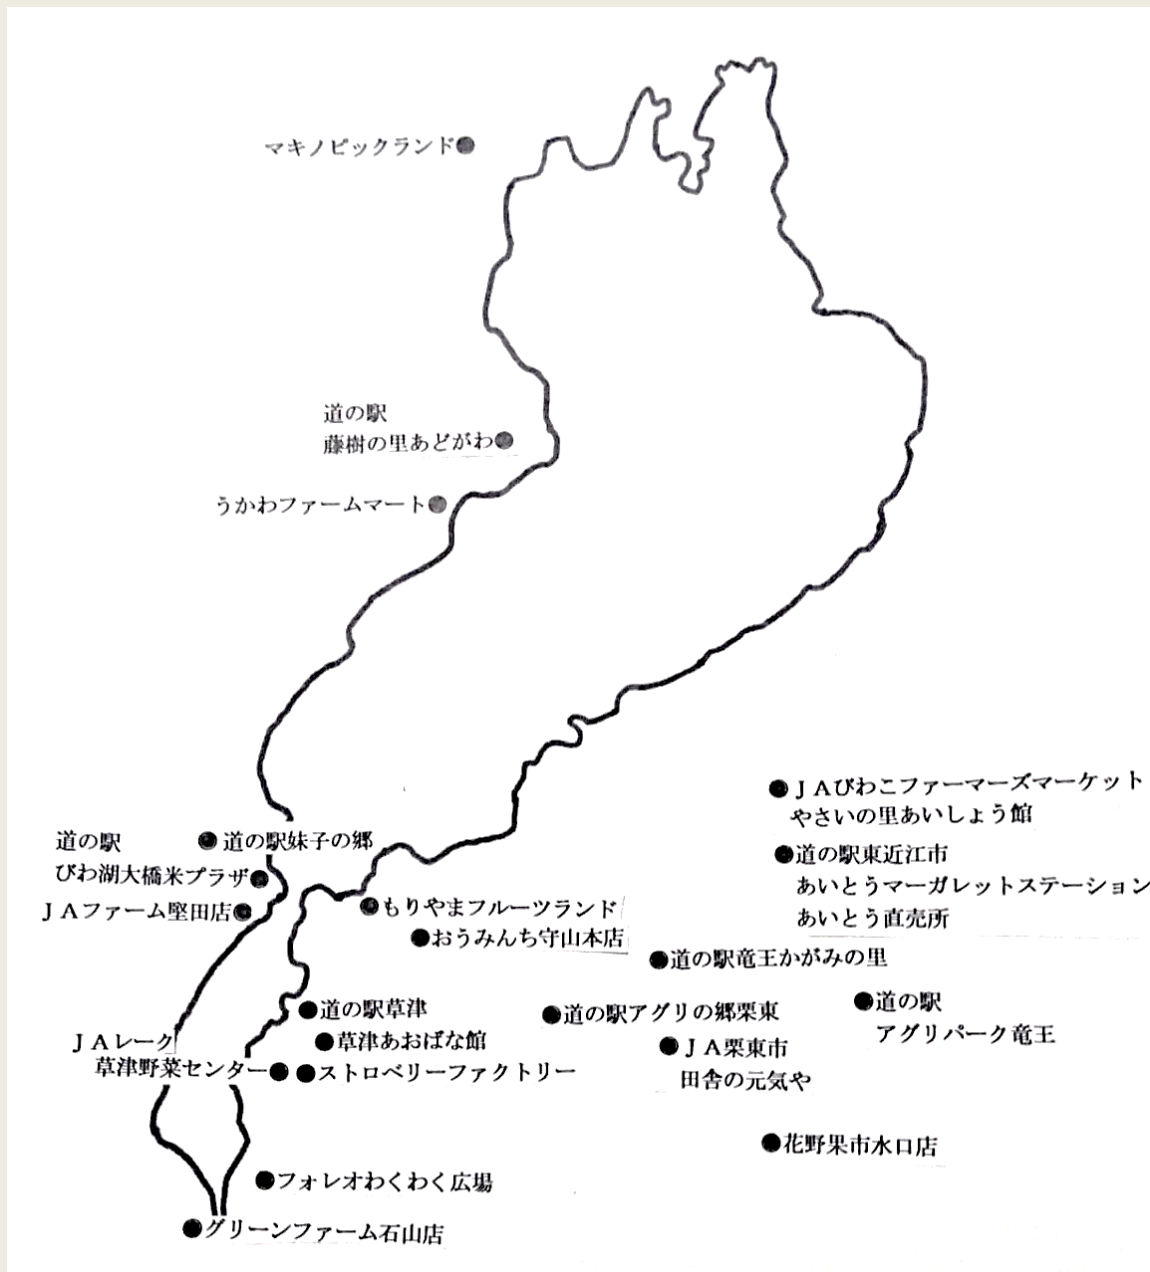 マキノピックランド
道の駅
藤樹の里あどがわ
うかわファームマート
ＪＡびわこファーマーズマーケット
やさいの里あいしょう館
道の駅
道の駅妹子の郷
びわ湖大橋米プラザ
道の駅東近江市
あいとうマーガレットステーション
あいとう直売所
ＪＡファーム堅田店
もりやまフルーツランド
おうみんち守山本店
道の駅竜王かがみの里
道の駅草津
道の駅アグリの郷栗東
道の駅
アグリパーク竜王
ＪＡレーク
草津野菜センター
草津あおばな館
ＪＡ栗東市
田舎の元気や
ストロベリーファクトリー
花野果市水口店
フォレオわくわく広場
グリーンファーム石山店